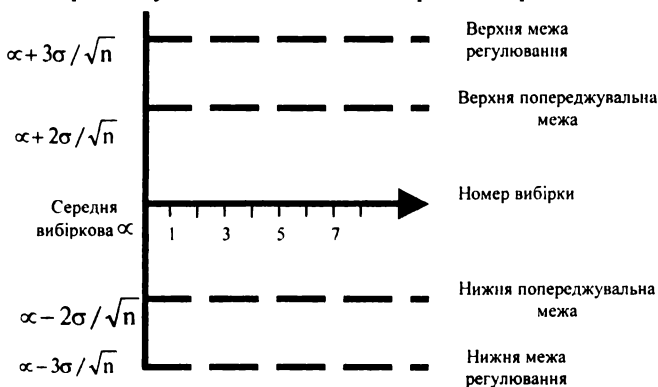 Верхня межа
регулювання
∝+ 3σ / √n
Верхня попереджувальна
межа
∝+ 2σ / √n
Номер вибірки
Середня
вибіркова ∝
1 3 5 7
Нижня попереджувальна
межа
∝− 2σ / √n
Нижня межа
регулювання
∝− 3σ / √n